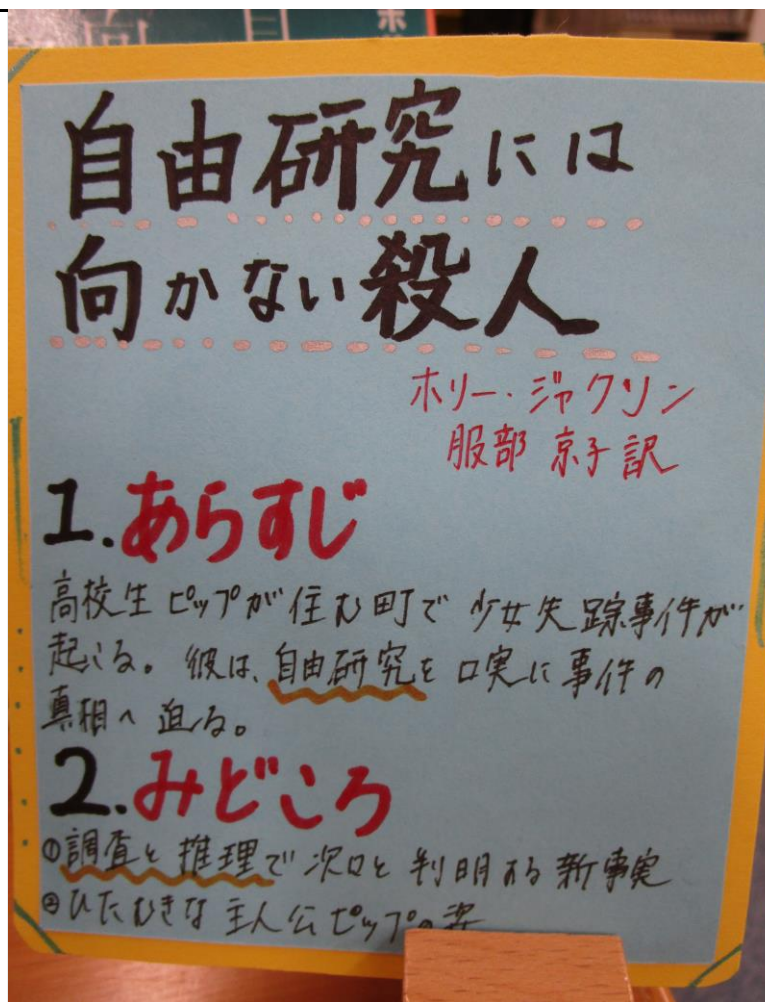 自由研究には
向かない殺人
ホリー・ジャクソン
服部 京子 訳
1.あらすじ
高校生ピップが住む町で 少女失踪事件が
起こる。彼は、自由研究を口実に事件の
真相へ迫る。
2.みどころ
①調査と推理で次々と判明する新事実
②ひたむきな主人公ピップの姿